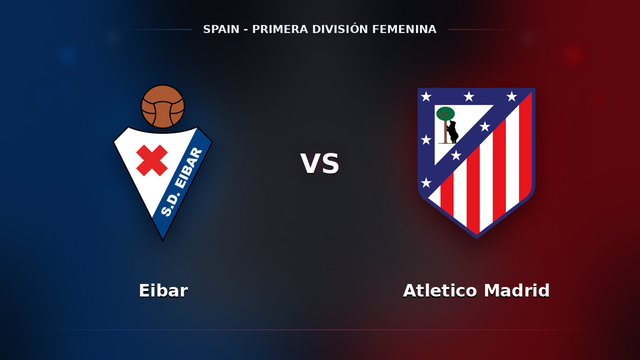 SPAIN - PRIMERA DIVISIÓN FEMENINA
S.D. EIBAR
VS
Eibar
Atletico Madrid